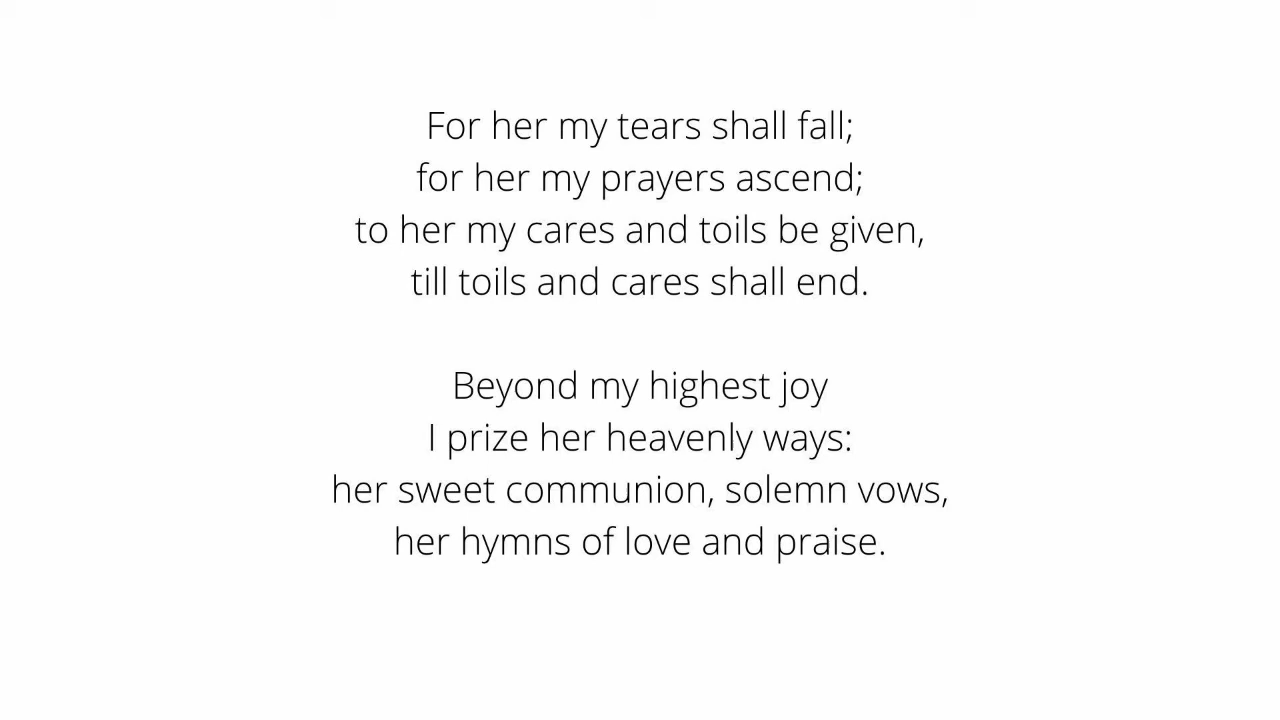 For her my tears shall fall;
for her my prayers ascend;
to her my cares and toils be given,
till toils and cares shall end.
Beyond my highest joy
I prize her heavenly ways:
her sweet communion, solemn vows,
her hymns of love and praise.